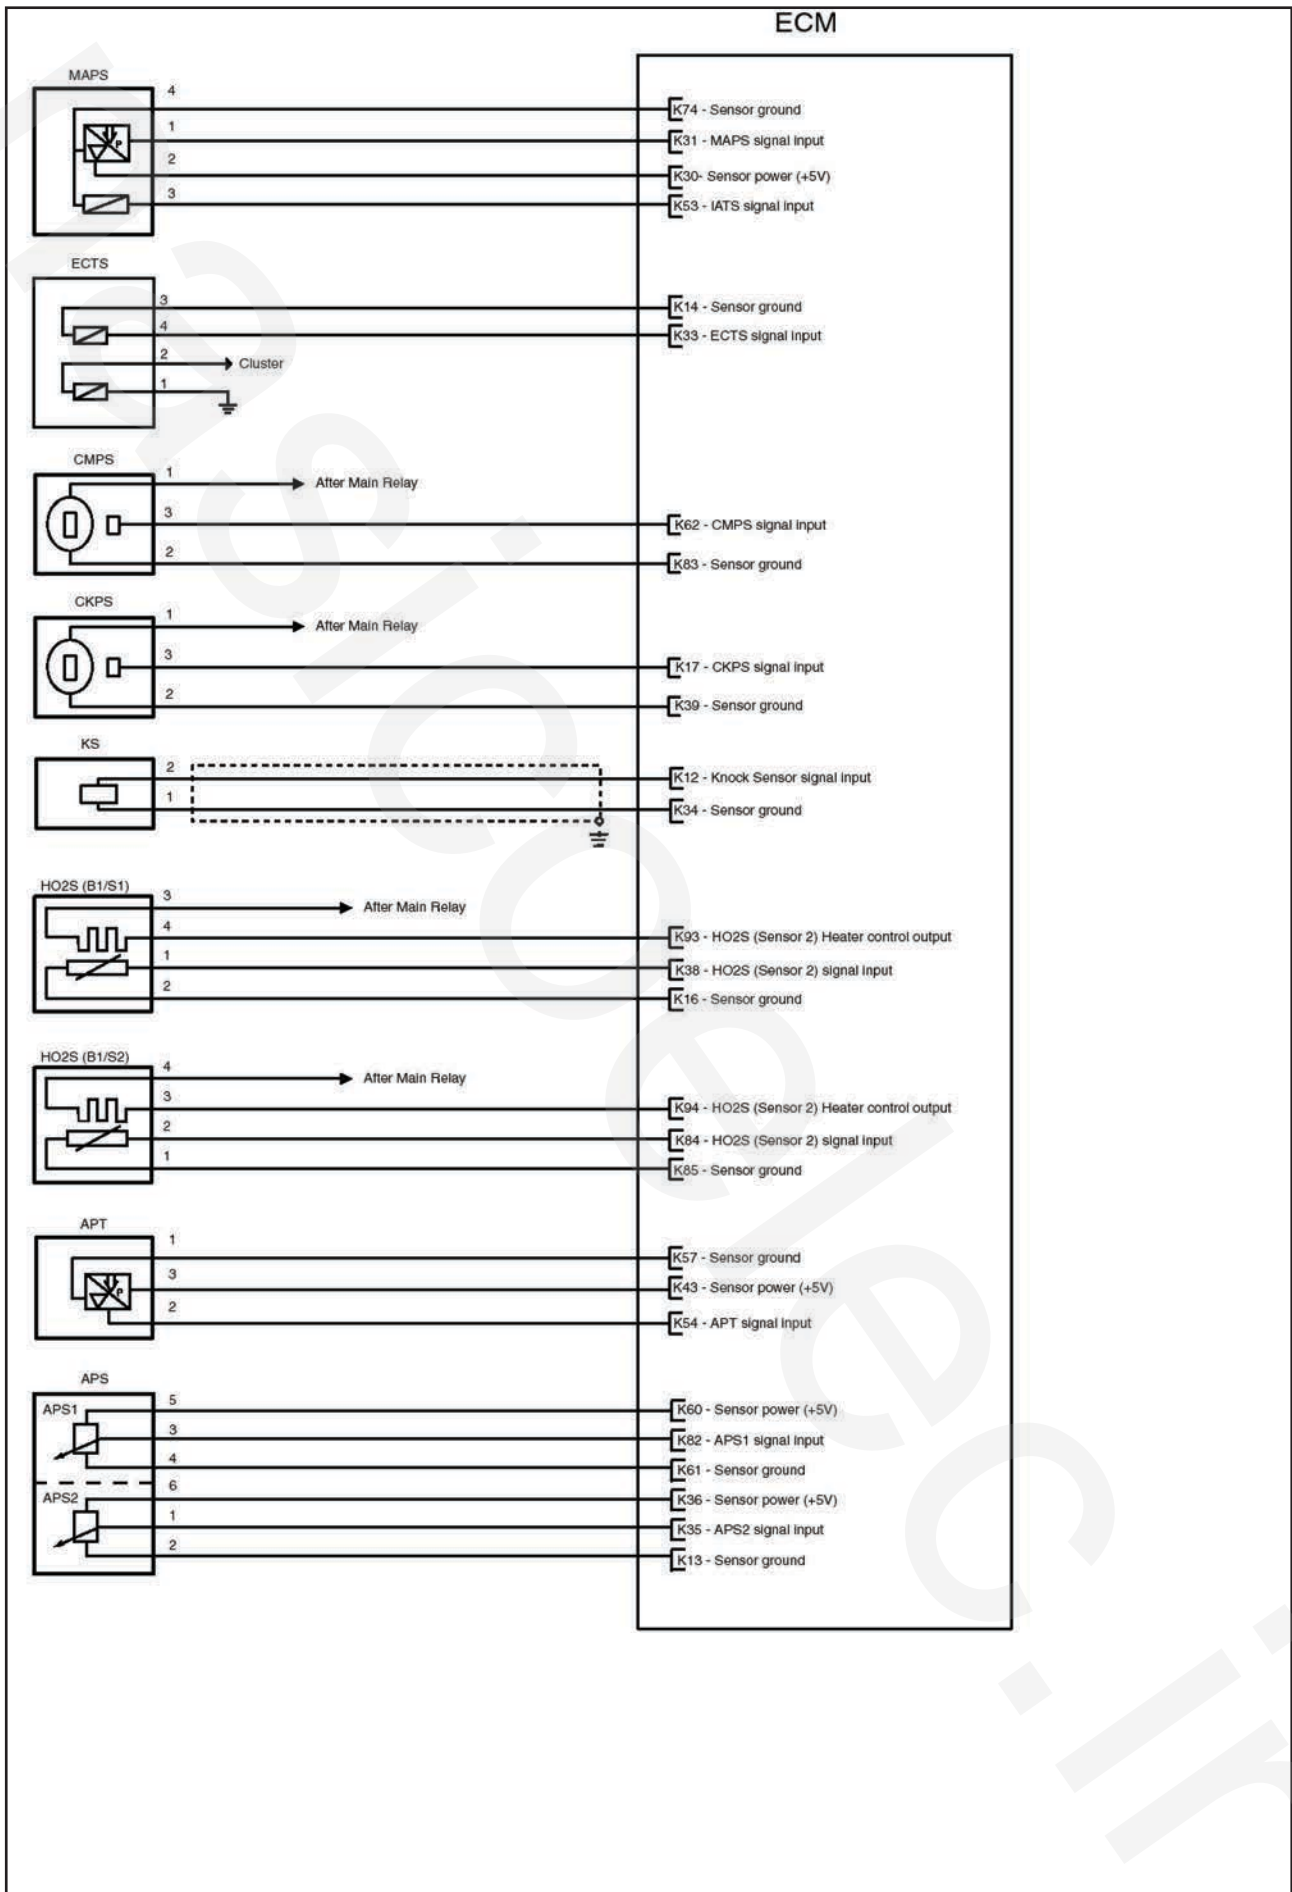 ECM
MAPS
4
K74 - Sensor ground
1
K31 - MAPS signal input
2
K30- Sensor power (+5V)
3
K53 - IATS signal input
P
ECTS
3
K14 - Sensor ground
4
K33 - ECTS signal input
2
Cluster
1
CMPS
1
After Main Relay
3
K62 - CMPS signal input
2
K83 - Sensor ground
CKPS
1
After Main Relay
3
K17 - CKPS signal input
2
K39 - Sensor ground
KS
2
K12 - Knock Sensor signal input
1
K34 - Sensor ground
HO2S (B1/S1)
3
After Main Relay
4
K93 - HO2S (Sensor 2) Heater control output
1
K38 - HO2S (Sensor 2) signal input
2
K16 - Sensor ground
HO2S (B1/S2)
4
After Main Relay
3
K94 - HO2S (Sensor 2) Heater control output
2
K84 - HO2S (Sensor 2) signal input
1
K85 - Sensor ground
APT
1
K57 - Sensor ground
3
K43 - Sensor power (+5V)
P
2
K54 - APT signal input
APS
APS1
5
K60 - Sensor power (+5V)
3
K82 - APS1 signal input
4
K61 - Sensor ground
APS2
6
K36 - Sensor power (+5V)
1
K35 - APS2 signal input
2
K13 - Sensor ground